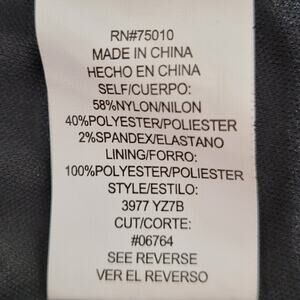 RN#75010
MADE IN CHINA
HECHO EN CHINA
SELF/CUERPO:
58%NYLON/NILON
40%POLYESTER/POLIESTER
2%SPANDEX/ELASTANO
LINING/FORRO:
100%POLYESTER/POLIESTER
STYLE/ESTILO:
3977 YZ7B
CUT/CORTE:
#06764
SEE REVERSE
VER EL REVERSO